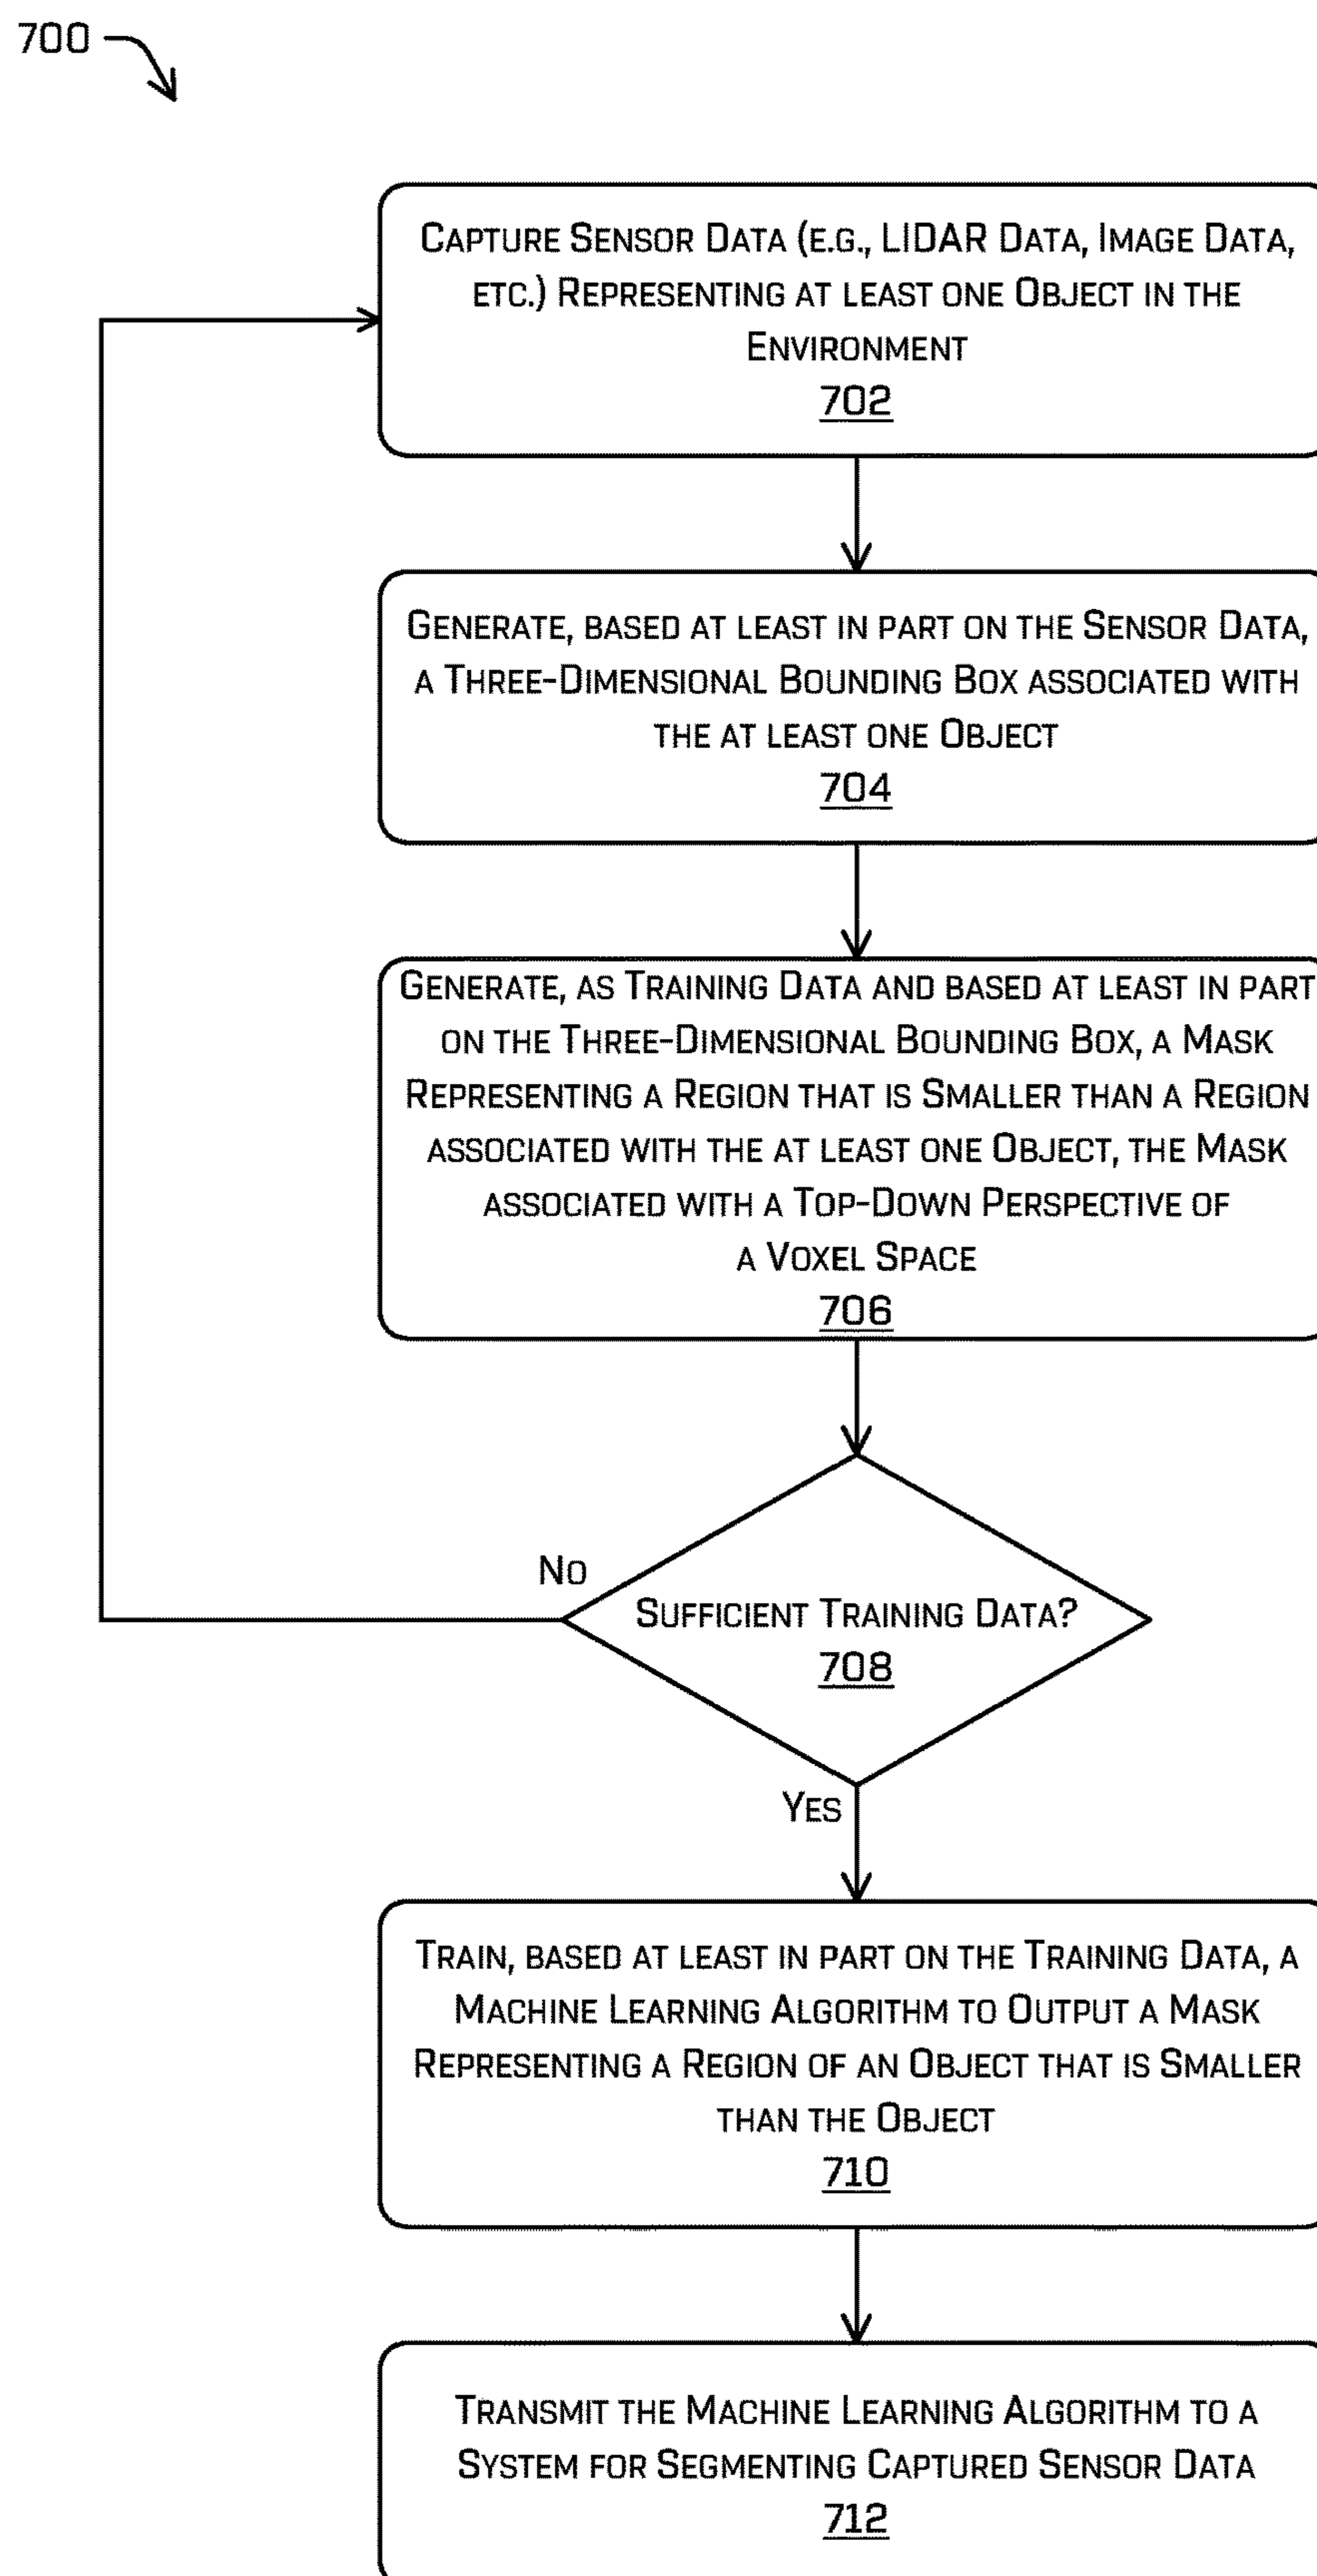 700
CAPTURE SENSOR DATA (E.G., LIDAR DATA, IMAGE DATA,
ETC.) REPRESENTING AT LEAST ONE OBJECT IN THE
ENVIRONMENT
702
GENERATE, BASED AT LEAST IN PART ON THE SENSOR DATA,
A THREE-DIMENSIONAL BOUNDING BOX ASSOCIATED WITH
THE AT LEAST ONE OBJECT
704
GENERATE, AS TRAINING DATA AND BASED AT LEAST IN PART
ON THE THREE-DIMENSIONAL BOUNDING BOX, A MASK
REPRESENTING A REGION THAT IS SMALLER THAN A REGION
ASSOCIATED WITH THE AT LEAST ONE OBJECT, THE MASK
ASSOCIATED WITH A TOP-DOWN PERSPECTIVE OF
A VOXEL SPACE
706
NO
SUFFICIENT TRAINING DATA?
708
YES
TRAIN, BASED AT LEAST IN PART ON THE TRAINING DATA, A
MACHINE LEARNING ALGORITHM TO OUTPUT A MASK
REPRESENTING A REGION OF AN OBJECT THAT IS SMALLER
THAN THE OBJECT
710
TRANSMIT THE MACHINE LEARNING ALGORITHM TO A
SYSTEM FOR SEGMENTING CAPTURED SENSOR DATA
712